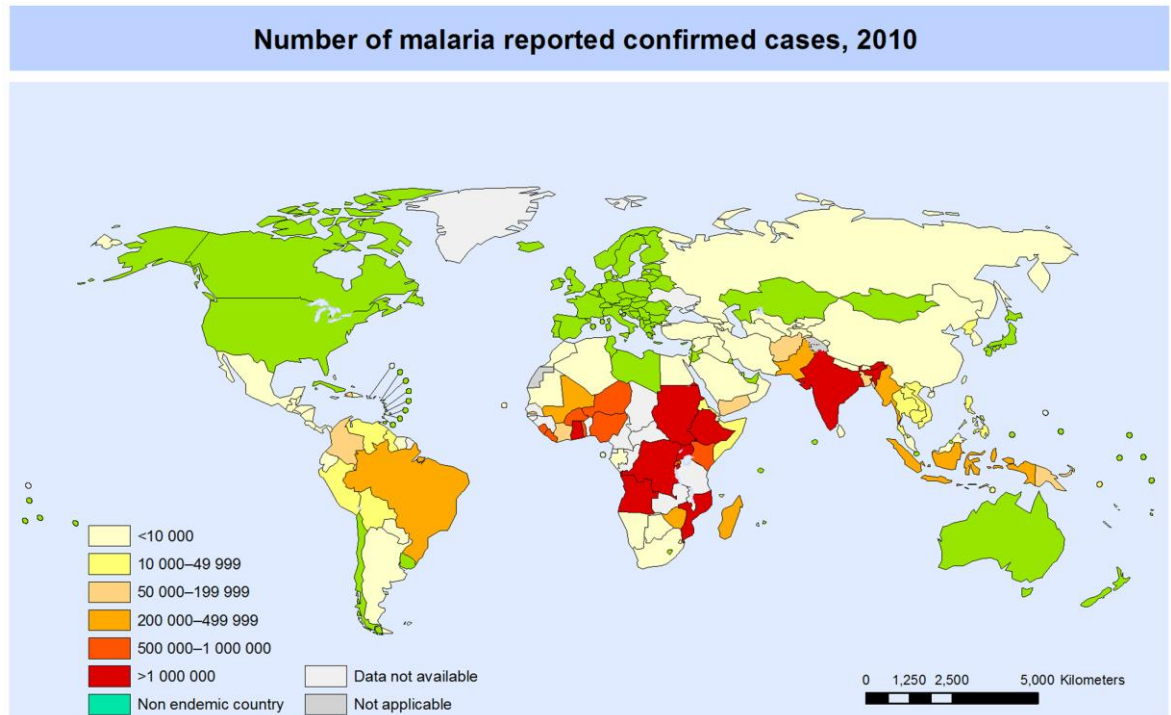 Number of malaria reported confirmed cases, 2010
<10 000
10 000–49 999
50 000–199 999
200 000–499 999
500 000–1 000 000
>1 000 000
Non endemic country
Data not available
Not applicable
0 1,250 2,500 5,000 Kilometers